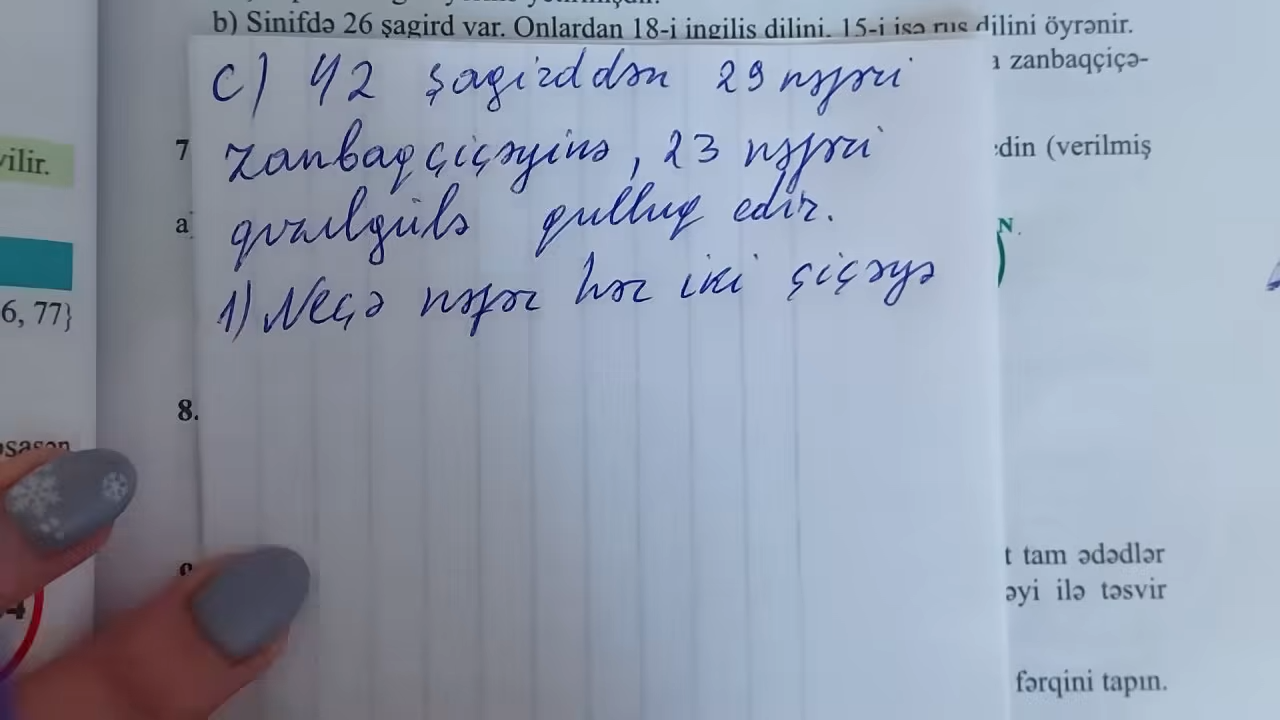 b) Sinifdə 26 şagird var. Onlardan 18-i ingilis dilini, 15-i isə rus dilini öyrənir.
c) 42 şagirddən 29 nəfəri
zanbaqçiçə-
zanbaqçiçəyinə, 23 nəfəri
7
din (verilmiş
vilir.
qızılgülə qulluq edir.
a)
N.
1) Neçə nəfər hər iki çiçəyə
6, 77}
8.
t tam ədədlər
əyi ilə təsvir
fərqini tapın.